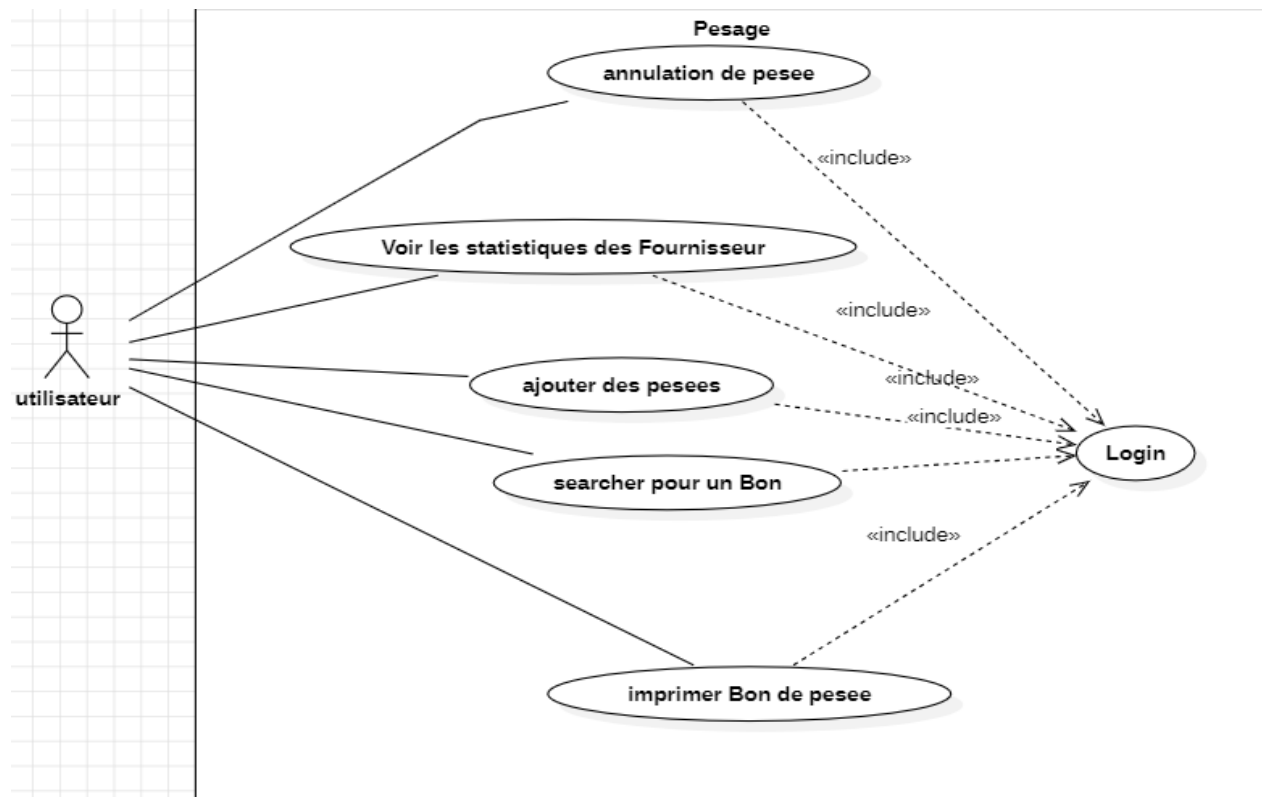 Pesage
annulation de pesee
«include»
Voir les statistiques des Fournisseur
«include»
utilisateur
ajouter des pesees
«include»
«include»
Login
searcher pour un Bon
«include»
imprimer Bon de pesee